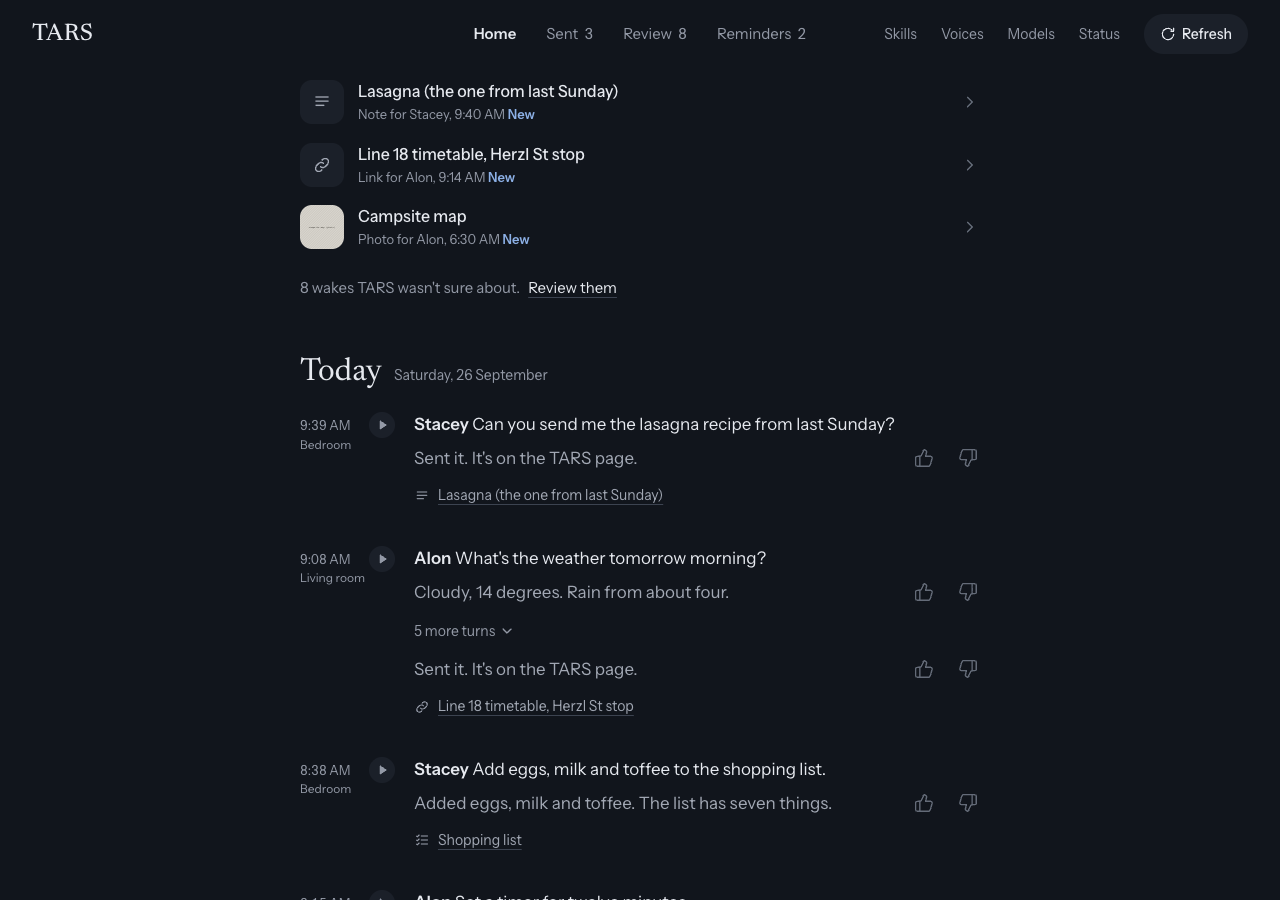 TARS
Home
Sent 3
Review 8
Reminders 2
Skills
Voices
Models
Status
Refresh
Lasagna (the one from last Sunday)
Note for Stacey, 9:40 AM New
Line 18 timetable, Herzl St stop
Link for Alon, 9:14 AM New
Campsite map
Photo for Alon, 6:30 AM New
8 wakes TARS wasn't sure about. Review them
Today Saturday, 26 September
9:39 AM
Bedroom
Stacey Can you send me the lasagna recipe from last Sunday?
Sent it. It's on the TARS page.
Lasagna (the one from last Sunday)
9:08 AM
Living room
Alon What's the weather tomorrow morning?
Cloudy, 14 degrees. Rain from about four.
5 more turns
Sent it. It's on the TARS page.
Line 18 timetable, Herzl St stop
8:38 AM
Bedroom
Stacey Add eggs, milk and toffee to the shopping list.
Added eggs, milk and toffee. The list has seven things.
Shopping list
Alon Set a timer for twelve minutes